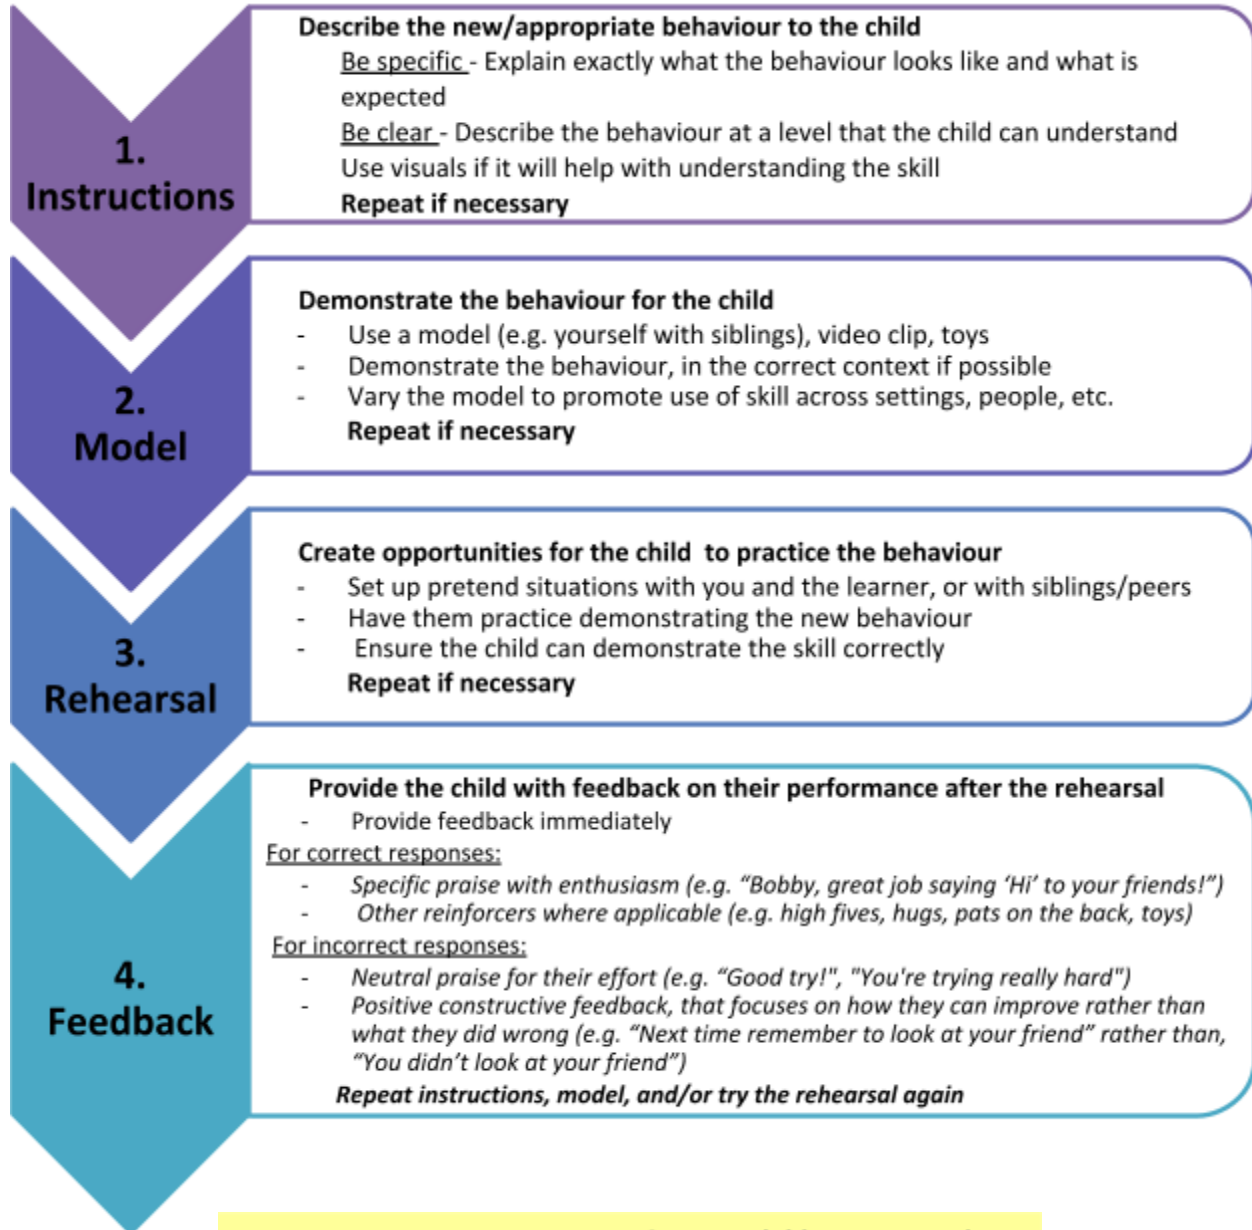 1.
Instructions
Describe the new/appropriate behaviour to the child
Be specific - Explain exactly what the behaviour looks like and what is
expected
Be clear - Describe the behaviour at a level that the child can understand
Use visuals if it will help with understanding the skill
Repeat if necessary
2.
Model
Demonstrate the behaviour for the child
- Use a model (e.g. yourself with siblings), video clip, toys
- Demonstrate the behaviour, in the correct context if possible
- Vary the model to promote use of skill across settings, people, etc.
Repeat if necessary
3.
Rehearsal
Create opportunities for the child to practice the behaviour
- Set up pretend situations with you and the learner, or with siblings/peers
- Have them practice demonstrating the new behaviour
- Ensure the child can demonstrate the skill correctly
Repeat if necessary
4.
Feedback
Provide the child with feedback on their performance after the rehearsal
- Provide feedback immediately
For correct responses:
- Specific praise with enthusiasm (e.g. “Bobby, great job saying ‘Hi’ to your friends!”)
- Other reinforcers where applicable (e.g. high fives, hugs, pats on the back, toys)
For incorrect responses:
- Neutral praise for their effort (e.g. “Good try!", "You're trying really hard")
- Positive constructive feedback, that focuses on how they can improve rather than
what they did wrong (e.g. “Next time remember to look at your friend” rather than,
“You didn’t look at your friend”)
Repeat instructions, model, and/or try the rehearsal again